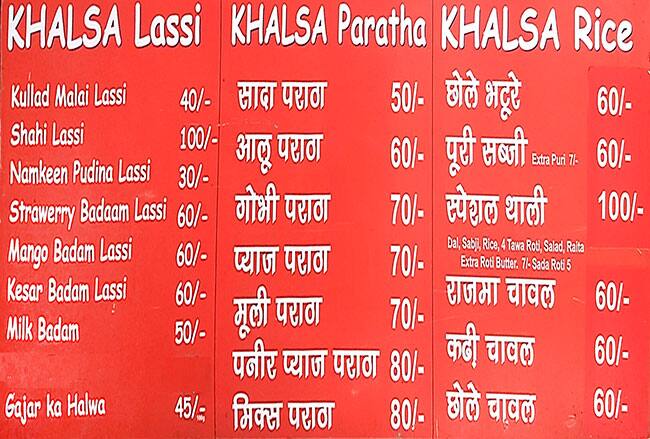 KHALSA Lassi
Kullad Malai Lassi 40/-
Shahi Lassi 100/-
Namkeen Pudina Lassi 30/-
Strawerry Badaam Lassi 60/-
Mango Badam Lassi 60/-
Kesar Badam Lassi 60/-
Milk Badam 50/-
Gajar ka Halwa 45/-
KHALSA Paratha
सादा पराठा 50/-
आलू पराठा 60/-
गोभी पराठा 70/-
प्याज पराठा 70/-
मूली पराठा 70/-
पनीर प्याज पराठा 80/-
मिक्स पराठा 80/-
KHALSA Rice
छोले भटूरे 60/-
पूरी सब्जी Extra Puri 7/- 60/-
स्पेशल थाली 100/-
Dal, Sabji, Rice, 4 Tawa Roti, Salad, Raita
Extra Roti Butter. 7/- Sada Roti 5
राजमा चावल 60/-
कढी चावल 60/-
छोले चावल 60/-